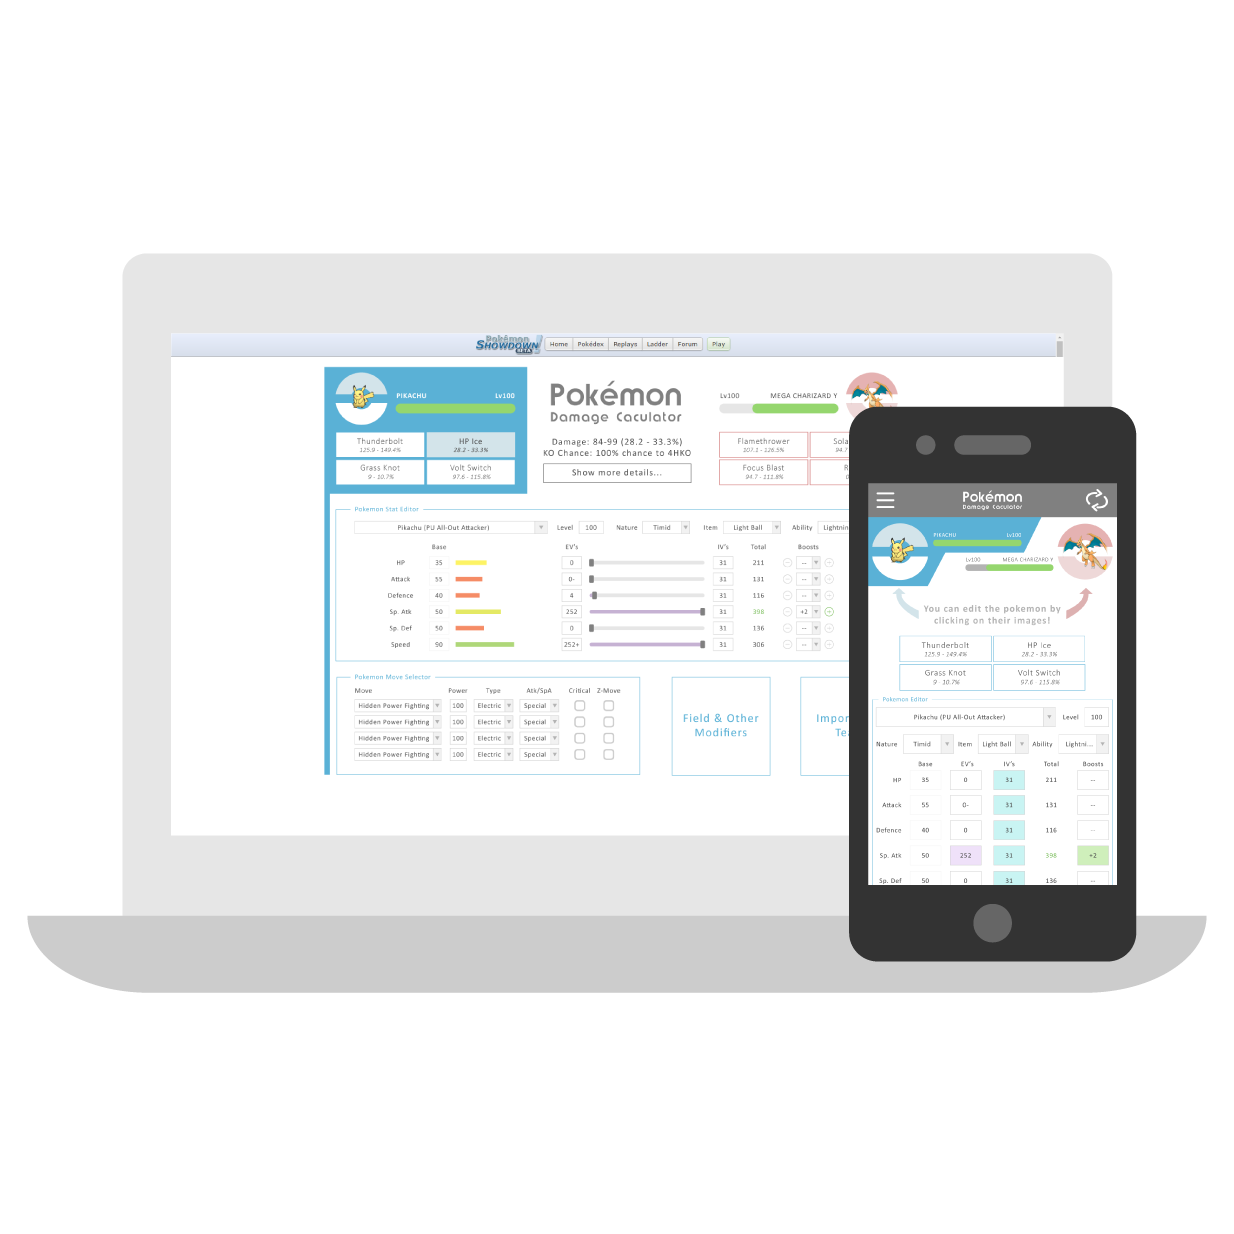 Pokémon
SHOWDOWN!
BETA
Home Pokédex Replays Ladder Forum Play
PIKACHU Lv100
Thunderbolt
125.9 - 149.4%
HP Ice
28.2 - 33.3%
Grass Knot
9 - 10.7%
Volt Switch
97.6 - 115.8%
Pokémon
Damage Caculator
Damage: 84-99 (28.2 - 33.3%)
KO Chance: 100% chance to 4HKO
Show more details...
Lv100 MEGA CHARIZARD Y
Flamethrower
107.1 - 126.5%
Sola
94.7
Focus Blast
94.7 - 111.8%
R
0
Pokemon Stat Editor
Pikachu (PU All-Out Attacker) Level 100 Nature Timid Item Light Ball Ability Lightnin
Base EV's IV's Total Boosts
HP 35 0 31 211 --
Attack 55 0- 31 131 --
Defence 40 4 31 116 --
Sp. Atk 50 252 31 398 +2
Sp. Def 50 0 31 136 --
Speed 90 252+ 31 306 --
Pokemon Move Selector
Move Power Type Atk/SpA Critical Z-Move
Hidden Power Fighting 100 Electric Special
Hidden Power Fighting 100 Electric Special
Hidden Power Fighting 100 Electric Special
Hidden Power Fighting 100 Electric Special
Field & Other
Modifiers
Impor
Tea
Pokémon
Damage Caculator
PIKACHU Lv100
Lv100 MEGA CHARIZARD Y
You can edit the pokemon by
clicking on their images!
Thunderbolt
125.9 - 149.4%
HP Ice
28.2 - 33.3%
Grass Knot
9 10.7%
Volt Switch
97.6 - 115.8%
Pokemon Editor
Pikachu (PU All-Out Attacker) Level 100
Nature Timid Item Light Ball Ability Lightni...
Base EV's IV's Total Boosts
HP 35 0 31 211 --
Attack 55 0- 31 131 --
Defence 40 0 31 116 --
Sp. Atk 50 252 31 398 +2
Sp. Def 50 0 31 136 --